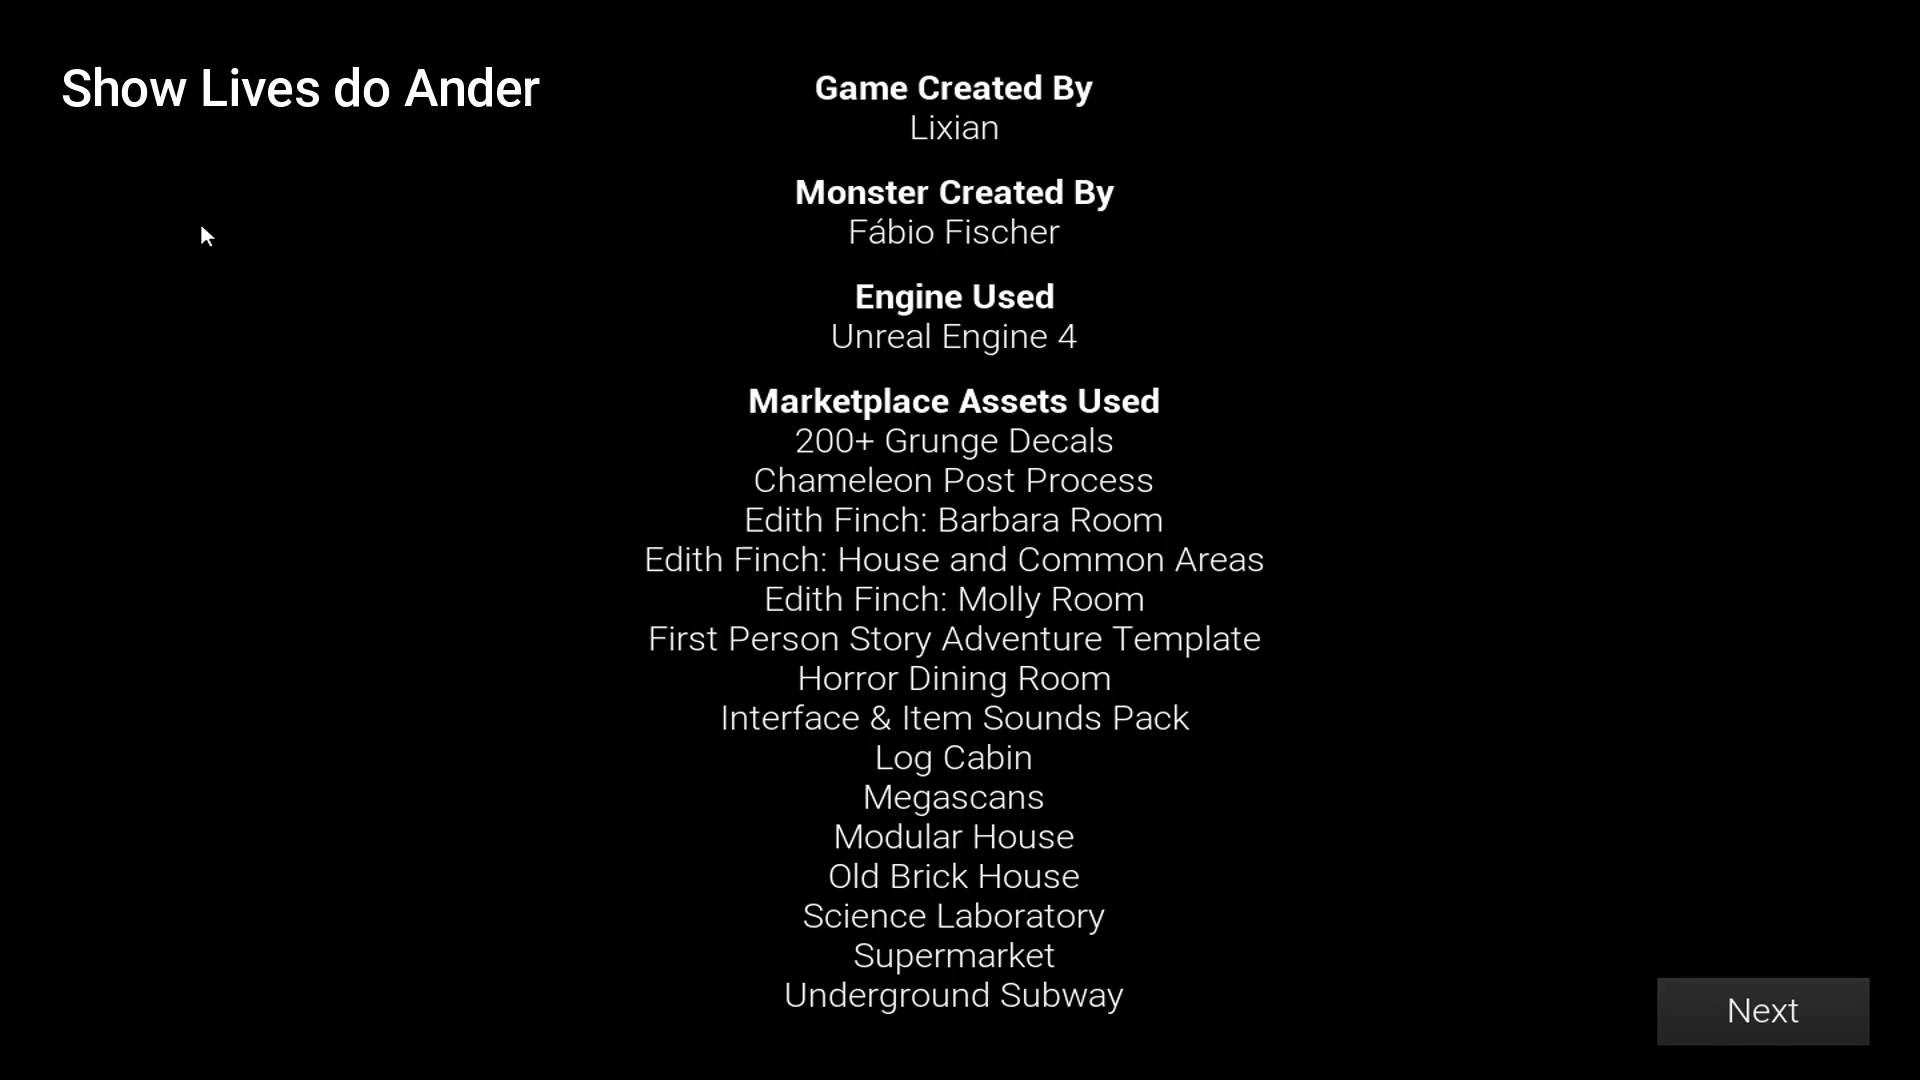 Show Lives do Ander
Game Created By
Lixian
Monster Created By
Fábio Fischer
Engine Used
Unreal Engine 4
Marketplace Assets Used
200+ Grunge Decals
Chameleon Post Process
Edith Finch: Barbara Room
Edith Finch: House and Common Areas
Edith Finch: Molly Room
First Person Story Adventure Template
Horror Dining Room
Interface & Item Sounds Pack
Log Cabin
Megascans
Modular House
Old Brick House
Science Laboratory
Supermarket
Underground Subway
Next